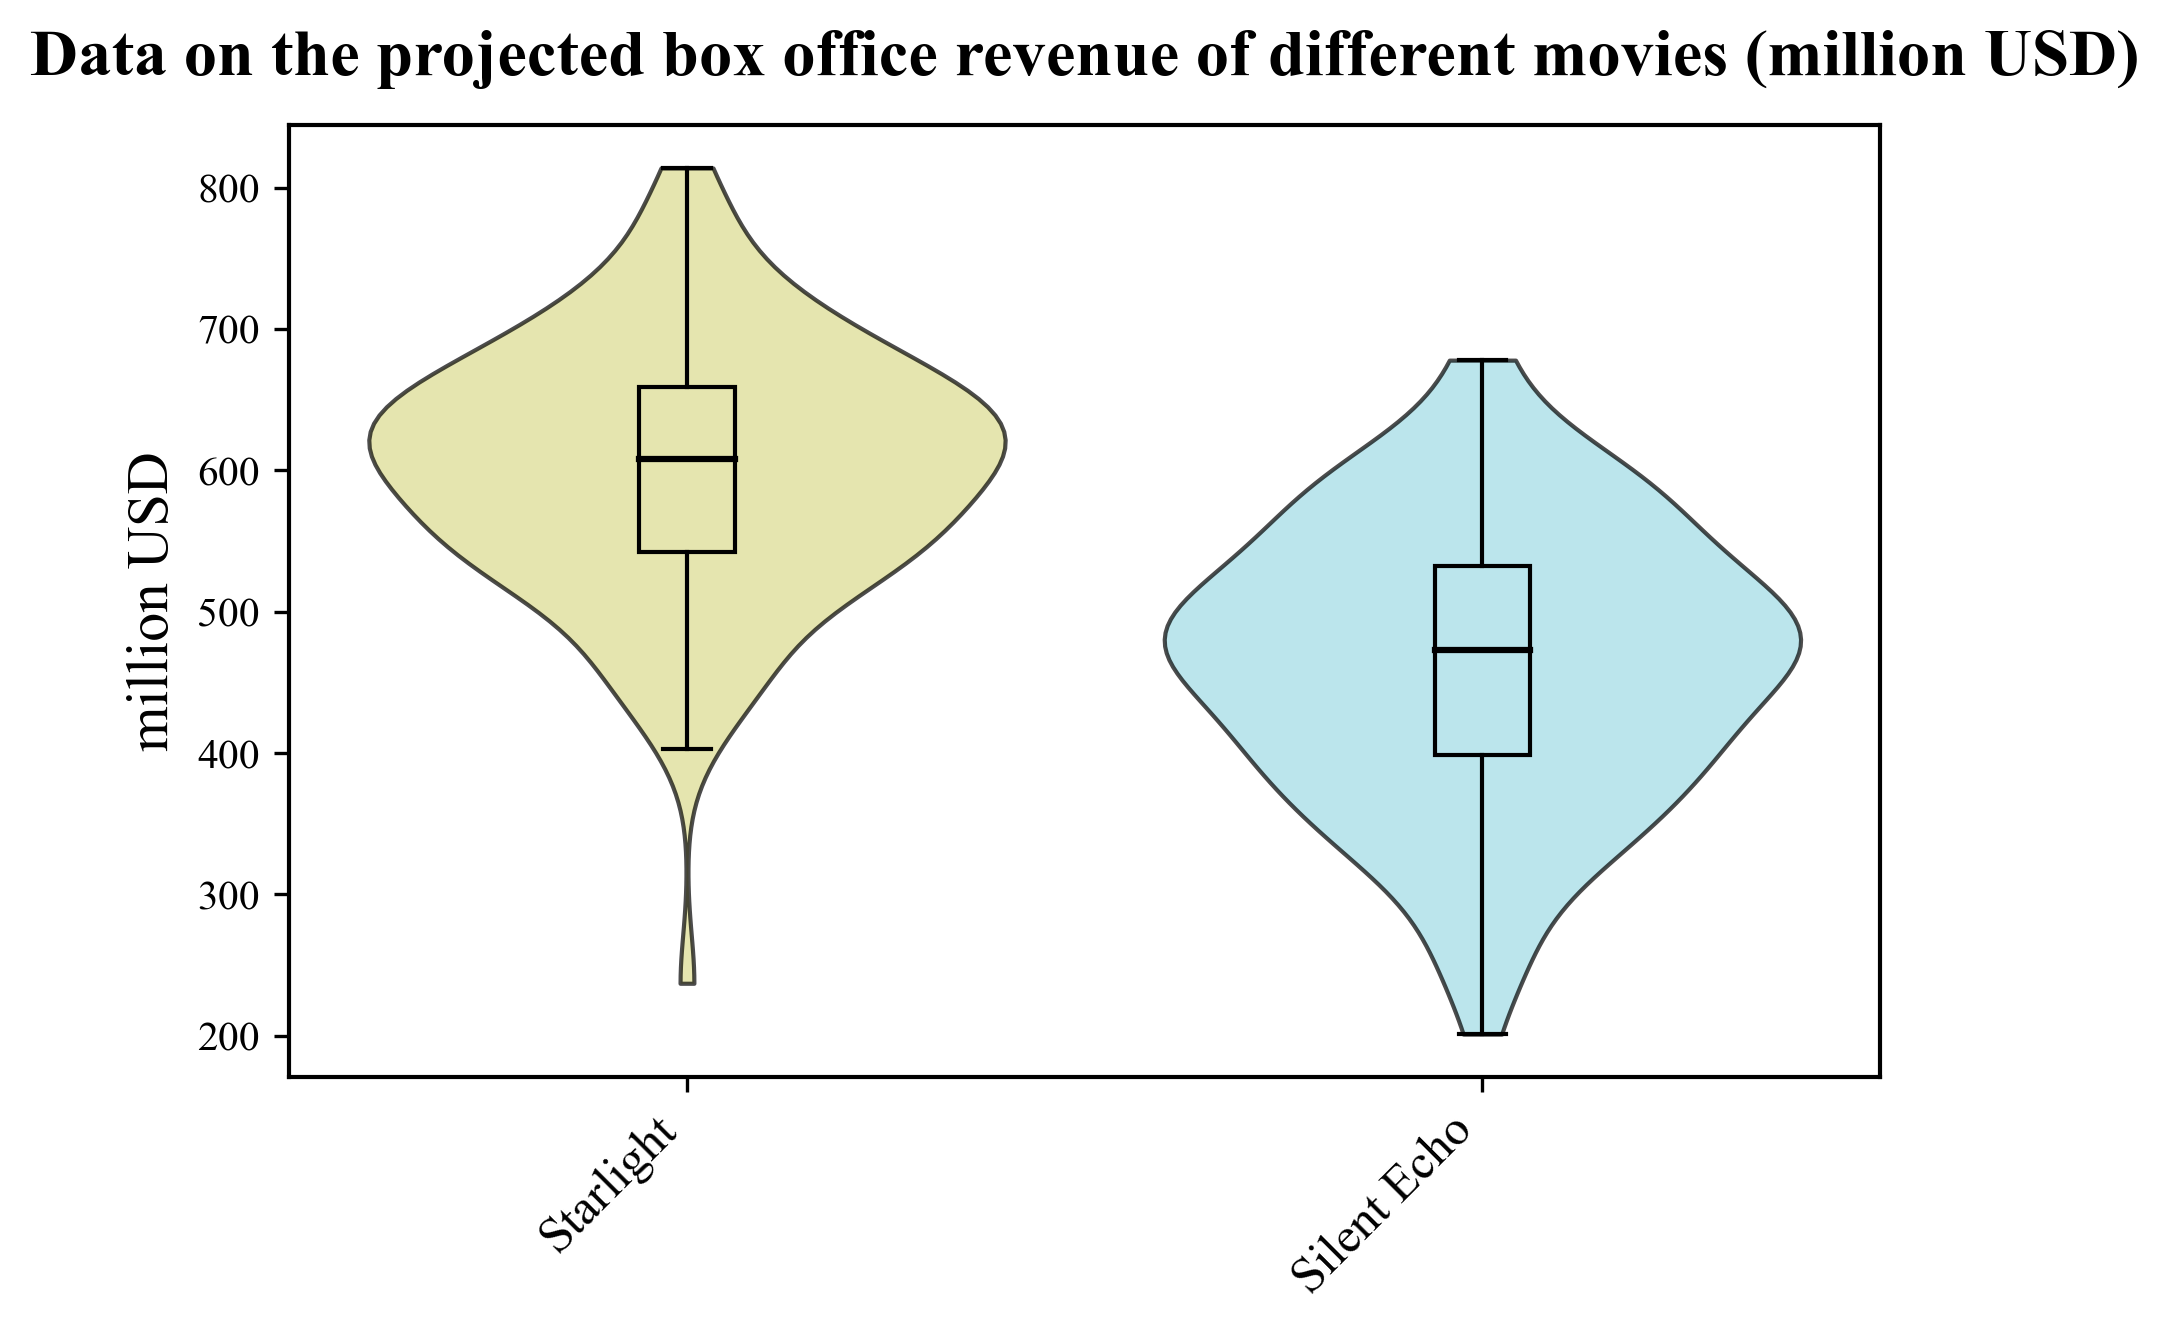 Data on the projected box office revenue of different movies (million USD)
million USD
800
700
600
500
400
300
200
Starlight
Silent Echo